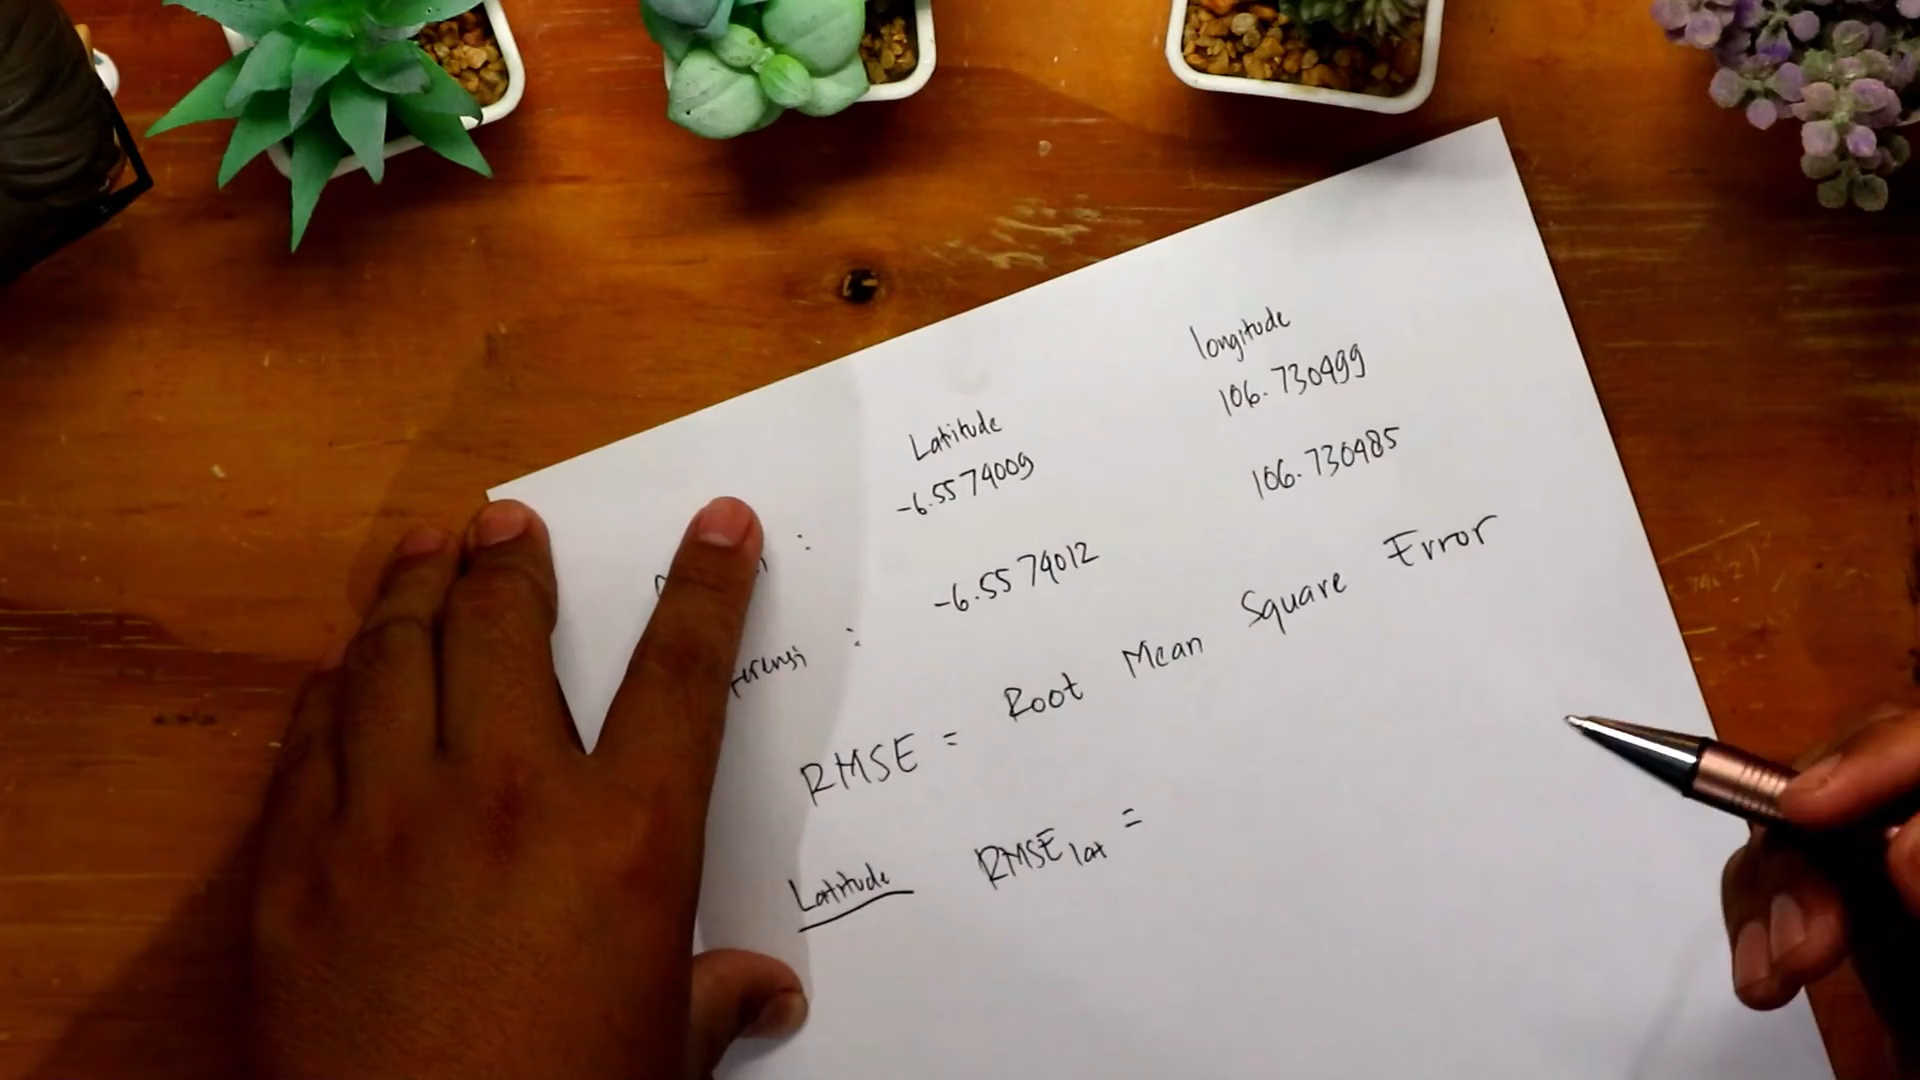 Latitude longitude
: -6.5574009 106.730499
: -6.5574012 106.730485
RMSE = Root Mean Square Error
Latitude RMSE lat =